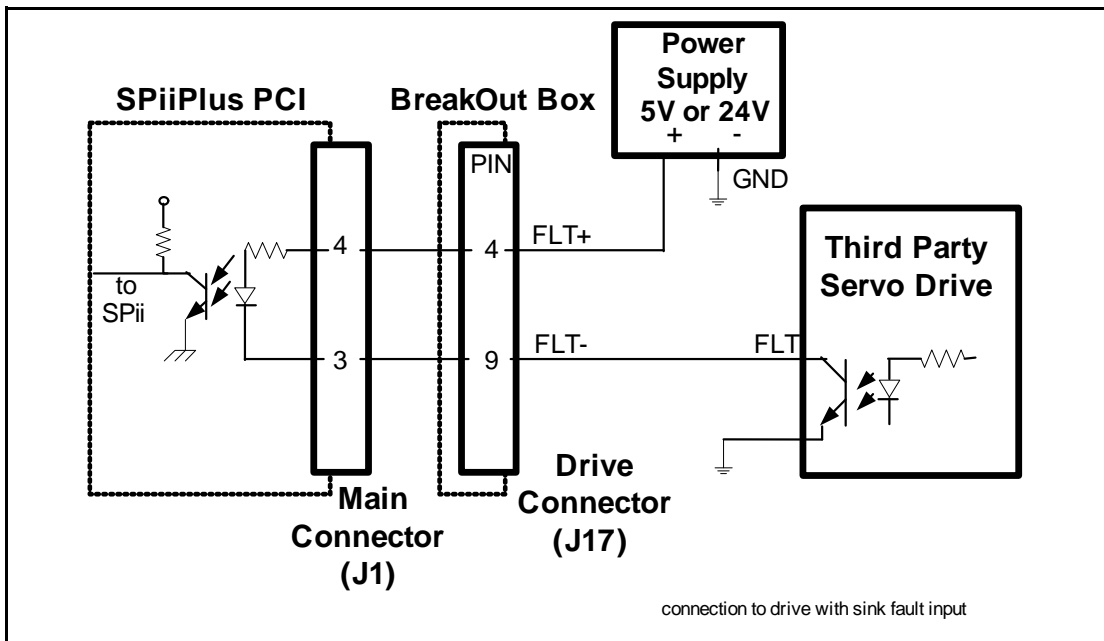 Power
Supply
5V or 24V
+ -
GND
SPiiPlus PCI
BreakOut Box
PIN
4
4
FLT+
to
SPii
3
9
FLT-
FLT
Third Party
Servo Drive
Main
Connector
(J1)
Drive
Connector
(J17)
connection to drive with sink fault input